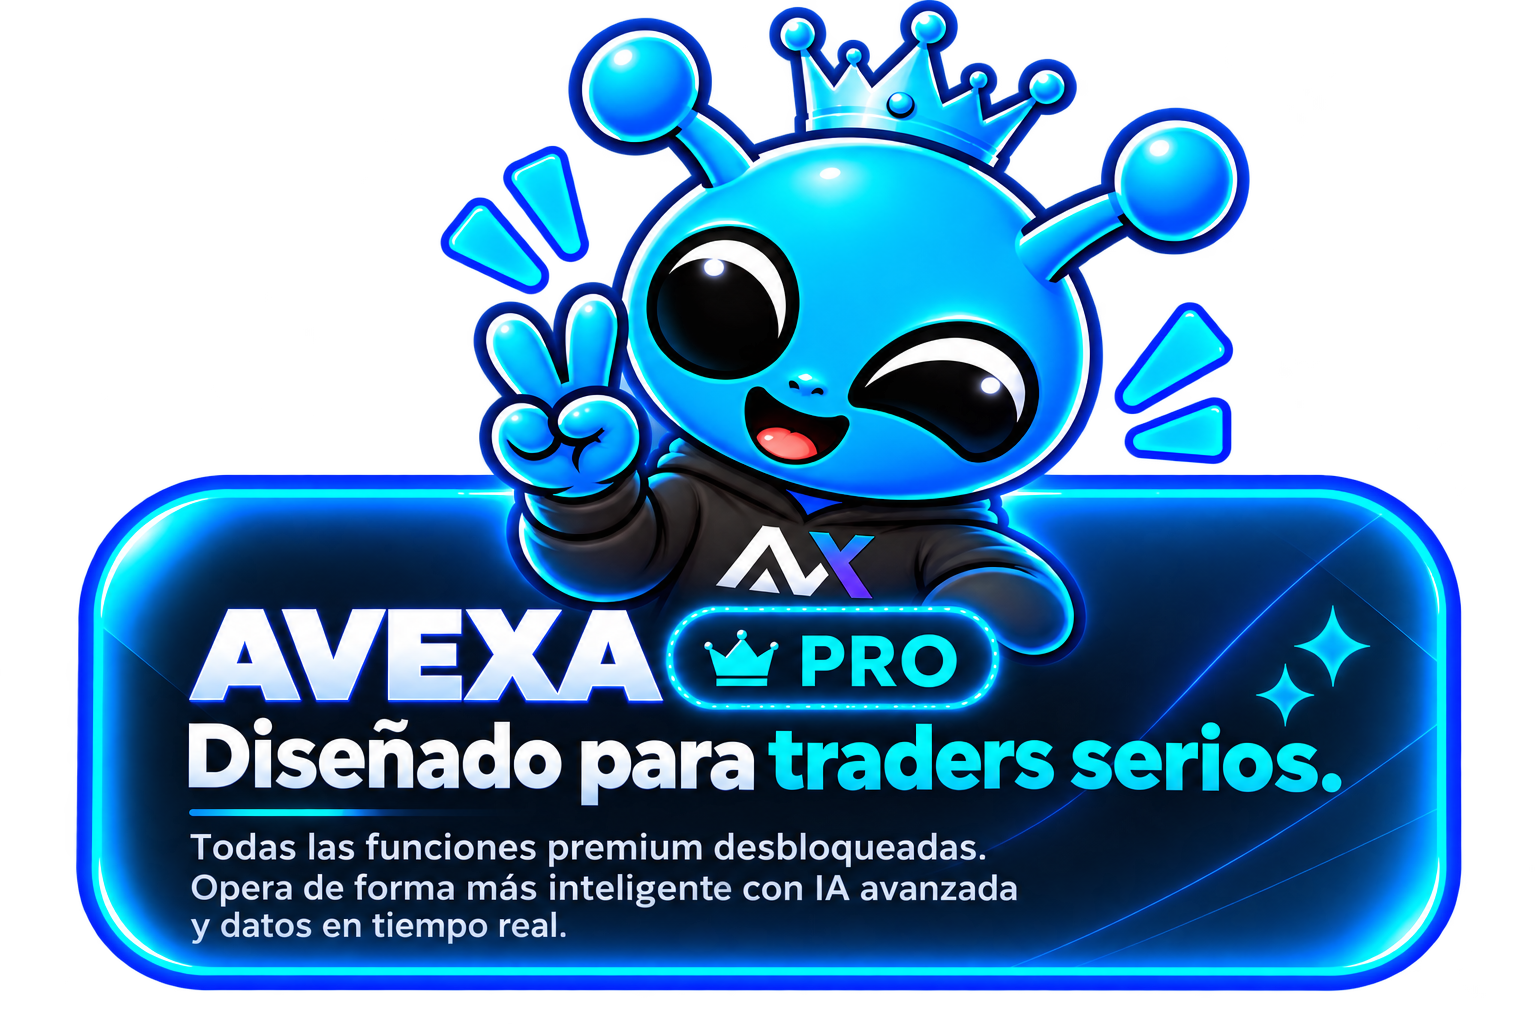 AX
AVEXA PRO
Diseñado para traders serios.
Todas las funciones premium desbloqueadas.
Opera de forma más inteligente con IA avanzada
y datos en tiempo real.